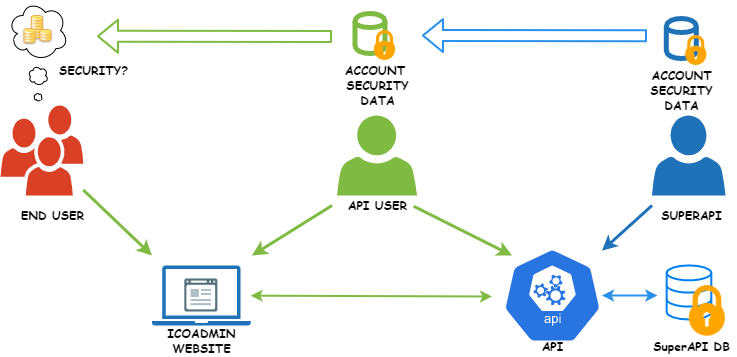 SECURITY?
ACCOUNT
SECURITY
DATA
ACCOUNT
SECURITY
DATA
END USER
API USER
SUPERAPI
api
ICOADMIN
WEBSITE
API
SuperAPI DB